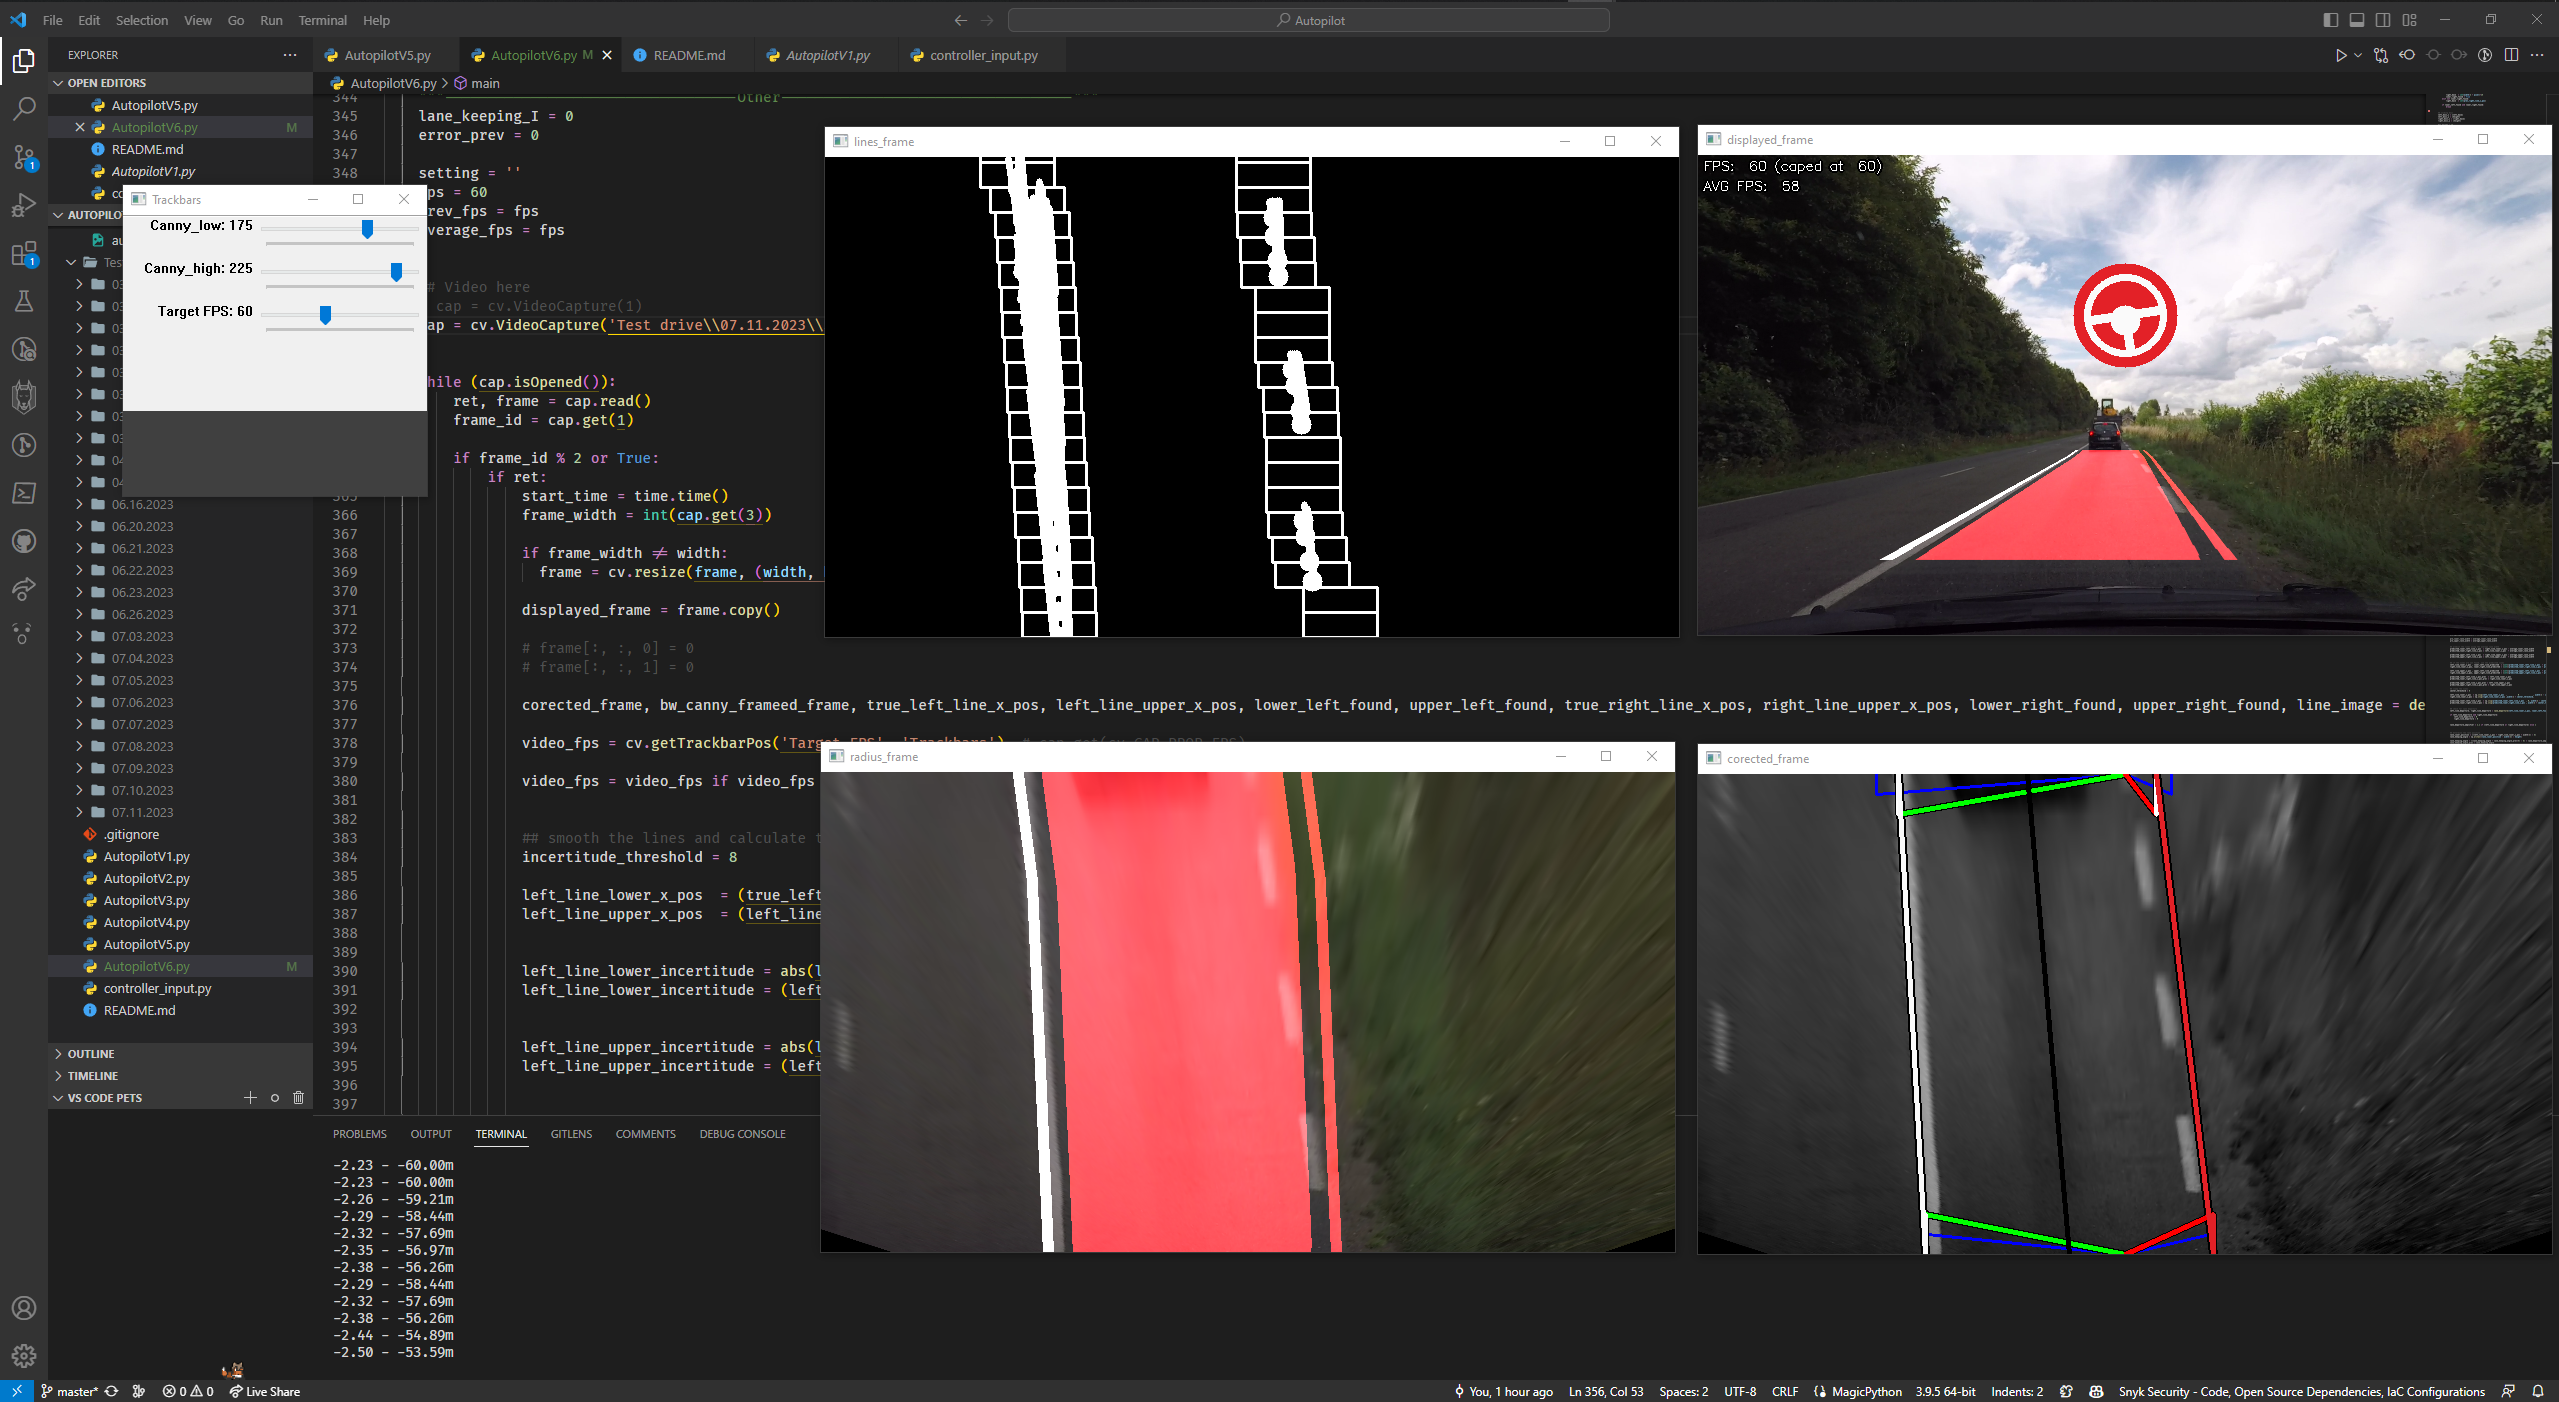 File Edit Selection View Go Run Terminal Help
Autopilot
EXPLORER
OPEN EDITORS
AutopilotV5.py
AutopilotV6.py M
README.md
AutopilotV1.py
co
AUTOPILOT
au
Tes
03
03
03
03
03
03
03
03
04
04
06.16.2023
06.20.2023
06.21.2023
06.22.2023
06.23.2023
06.26.2023
07.03.2023
07.04.2023
07.05.2023
07.06.2023
07.07.2023
07.08.2023
07.09.2023
07.10.2023
07.11.2023
.gitignore
AutopilotV1.py
AutopilotV2.py
AutopilotV3.py
AutopilotV4.py
AutopilotV5.py
AutopilotV6.py M
controller_input.py
README.md
OUTLINE
TIMELINE
VS CODE PETS
Trackbars
Canny_low: 175
Canny_high: 225
Target FPS: 60
AutopilotV5.py AutopilotV6.py M README.md AutopilotV1.py controller_input.py
AutopilotV6.py > main
344 Other
345 lane_keeping_I = 0
346 error_prev = 0
347
348 setting = ''
ps = 60
rev_fps = fps
verage_fps = fps
# Video here
cap = cv.VideoCapture(1)
ap = cv.VideoCapture('Test drive\\07.11.2023\\
hile (cap.isOpened()):
ret, frame = cap.read()
frame_id = cap.get(1)
if frame_id % 2 or True:
if ret:
365 start_time = time.time()
366 frame_width = int(cap.get(3))
367
368 if frame_width ≠ width:
369 frame = cv.resize(frame, (width,
370
371 displayed_frame = frame.copy()
372
373 # frame[:, :, 0] = 0
374 # frame[:, :, 1] = 0
375
376 corected_frame, bw_canny_frameed_frame, true_left_line_x_pos, left_line_upper_x_pos, lower_left_found, upper_left_found, true_right_line_x_pos, right_line_upper_x_pos, lower_right_found, upper_right_found, line_image = de
377
378 video_fps = cv.getTrackbarPos('Target FPS', 'Trackbars')
379
380 video_fps = video_fps if video_fps
381
382
383 ## smooth the lines and calculate t
384 incertitude_threshold = 8
385
386 left_line_lower_x_pos = (true_left
387 left_line_upper_x_pos = (left_line
388
389
390 left_line_lower_incertitude = abs(l
391 left_line_lower_incertitude = (left
392
393
394 left_line_upper_incertitude = abs(l
395 left_line_upper_incertitude = (left
396
397
lines_frame
displayed_frame
FPS: 60 (caped at 60)
AVG FPS: 58
radius_frame
corected_frame
PROBLEMS OUTPUT TERMINAL GITLENS COMMENTS DEBUG CONSOLE
-2.23 - -60.00m
-2.23 - -60.00m
-2.26 - -59.21m
-2.29 - -58.44m
-2.32 - -57.69m
-2.35 - -56.97m
-2.38 - -56.26m
-2.29 - -58.44m
-2.32 - -57.69m
-2.38 - -56.26m
-2.44 - -54.89m
-2.50 - -53.59m
master* 0 0 Live Share
You, 1 hour ago Ln 356, Col 53 Spaces: 2 UTF-8 CRLF MagicPython 3.9.5 64-bit Indents: 2 Snyk Security - Code, Open Source Dependencies, IaC Configurations